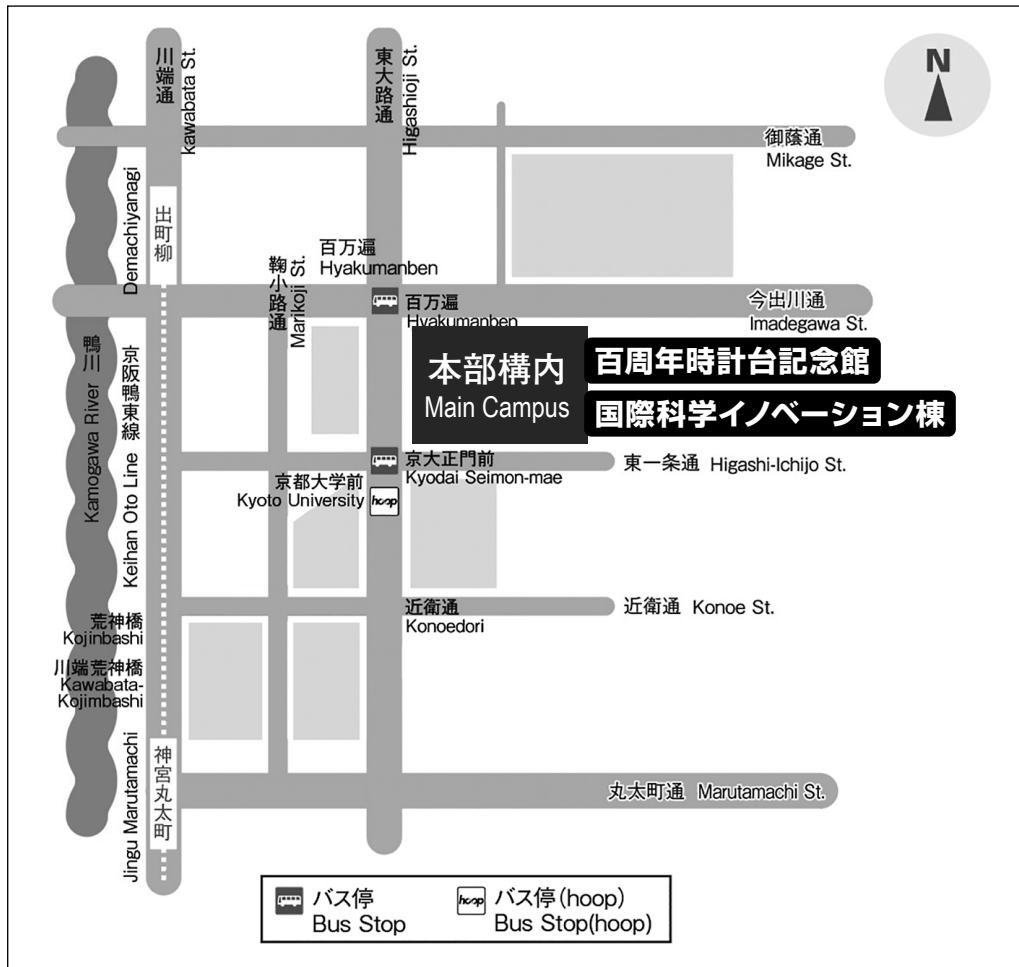 川端通
Kawabata St.
東大路通
Higashioji St.
N
御蔭通
Mikage St.
Demachiyanagi
出町柳
鞠小路通
Marikoji St.
百万遍
Hyakumanben
百万遍
Hyakumanben
今出川通
Imadegawa St.
鴨川
Kamogawa River
京阪鴨東線
Keihan Oto Line
本部構内
Main Campus
百周年時計台記念館
国際科学イノベーション棟
京大正門前
Kyodai Seimon-mae
東一条通 Higashi-Ichijo St.
京都大学前
Kyoto University
hoop
近衛通
Konoedori
近衛通 Konoe St.
荒神橋
Kojinbashi
川端荒神橋
Kawabata-
Kojimbashi
Jingu Marutamachi
神宮丸太町
丸太町通 Marutamachi St.
バス停
Bus Stop
hoop
バス停(hoop)
Bus Stop(hoop)